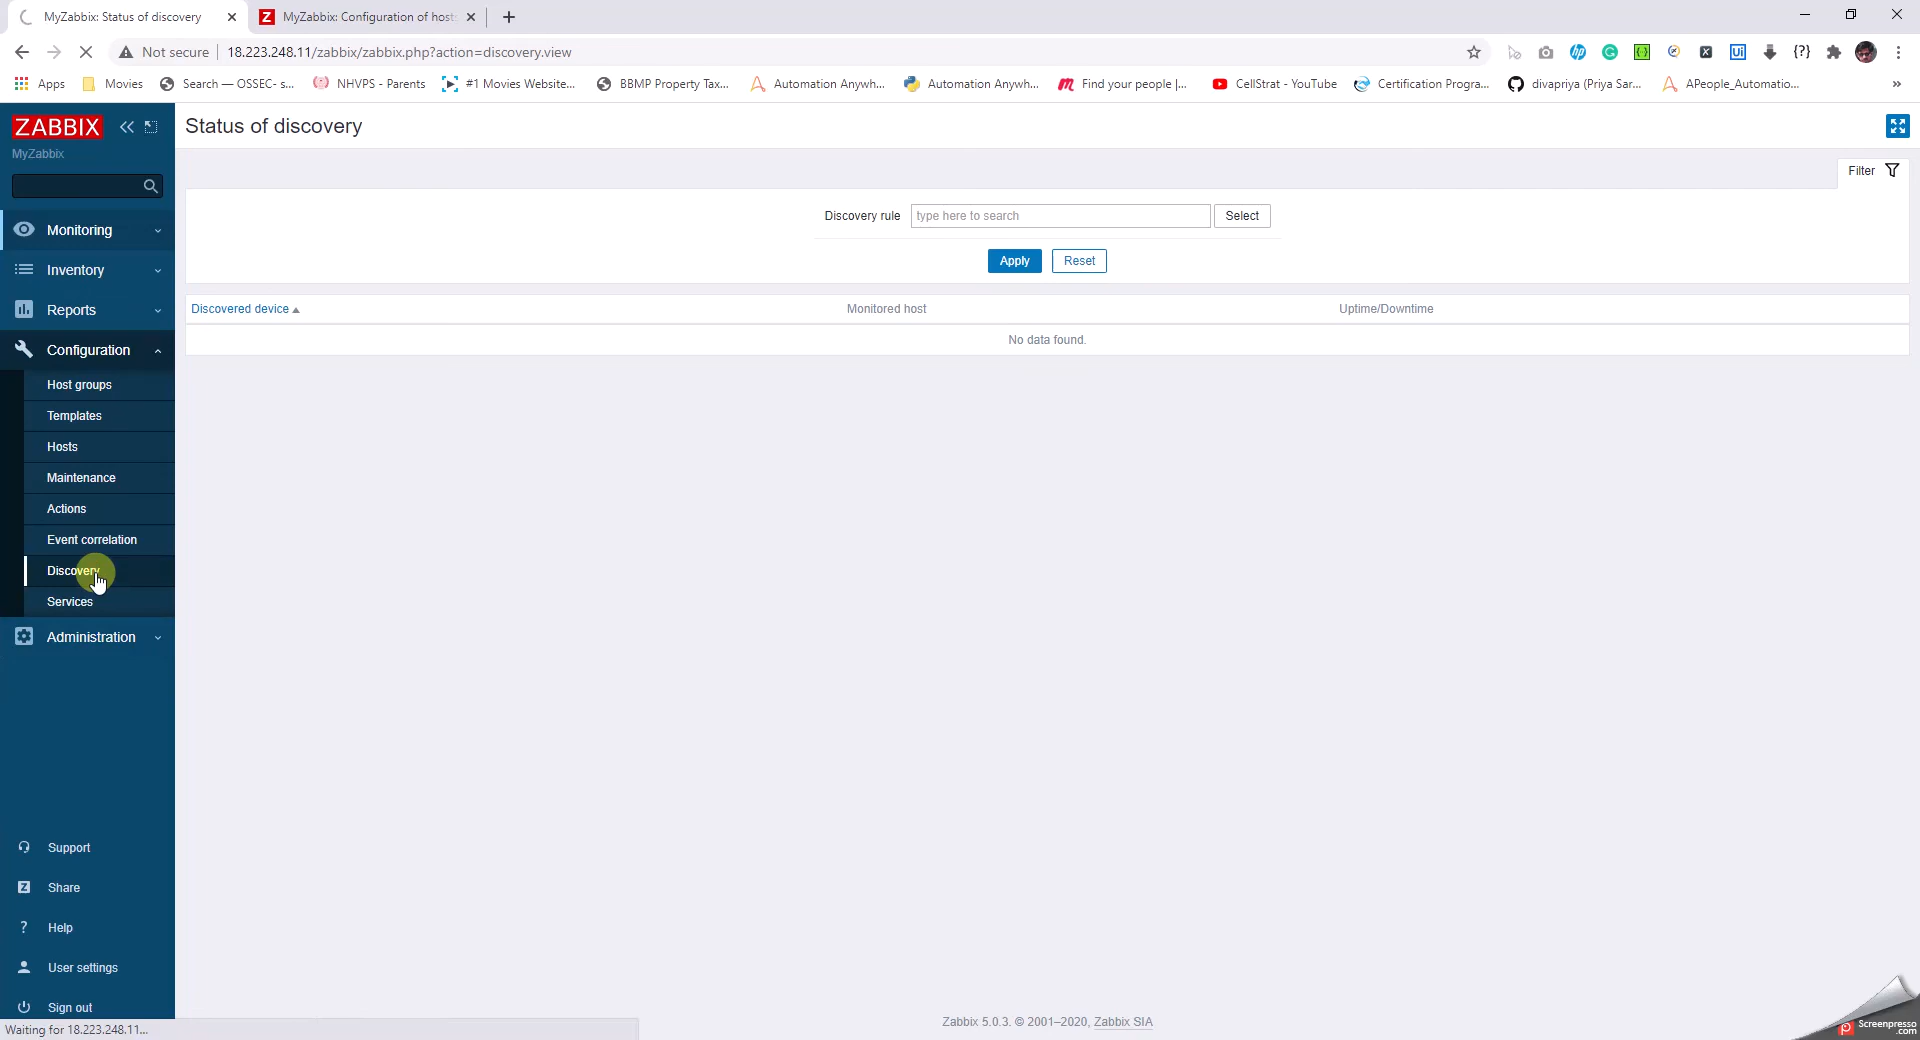 MyZabbix: Status of discovery
MyZabbix: Configuration of host
Not secure
18.223.248.11/zabbix/zabbix.php?action=discovery.view
Apps
Movies
Search — OSSEC- s...
NHVPS - Parents
#1 Movies Website...
BBMP Property Tax...
Automation Anywh...
Automation Anywh...
Find your people |...
CellStrat - YouTube
Certification Progra...
divapriya (Priya Sar...
APeople_Automatio...
»
ZABBIX
MyZabbix
Status of discovery
Filter
Discovery rule
type here to search
Select
Apply
Reset
Discovered device
Monitored host
Uptime/Downtime
No data found.
Monitoring
Inventory
Reports
Configuration
Host groups
Templates
Hosts
Maintenance
Actions
Event correlation
Discovery
Services
Administration
Support
Share
Help
User settings
Sign out
Waiting for 18.223.248.11...
Zabbix 5.0.3. © 2001–2020, Zabbix SIA
Screenpresso
.com